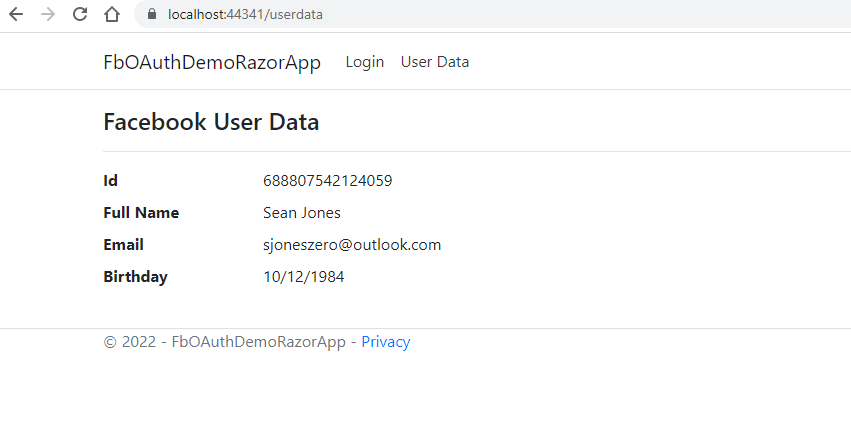 localhost:44341/userdata
FbOAuthDemoRazorApp Login User Data
Facebook User Data
Id 688807542124059
Full Name Sean Jones
Email sjoneszero@outlook.com
Birthday 10/12/1984
© 2022 - FbOAuthDemoRazorApp - Privacy